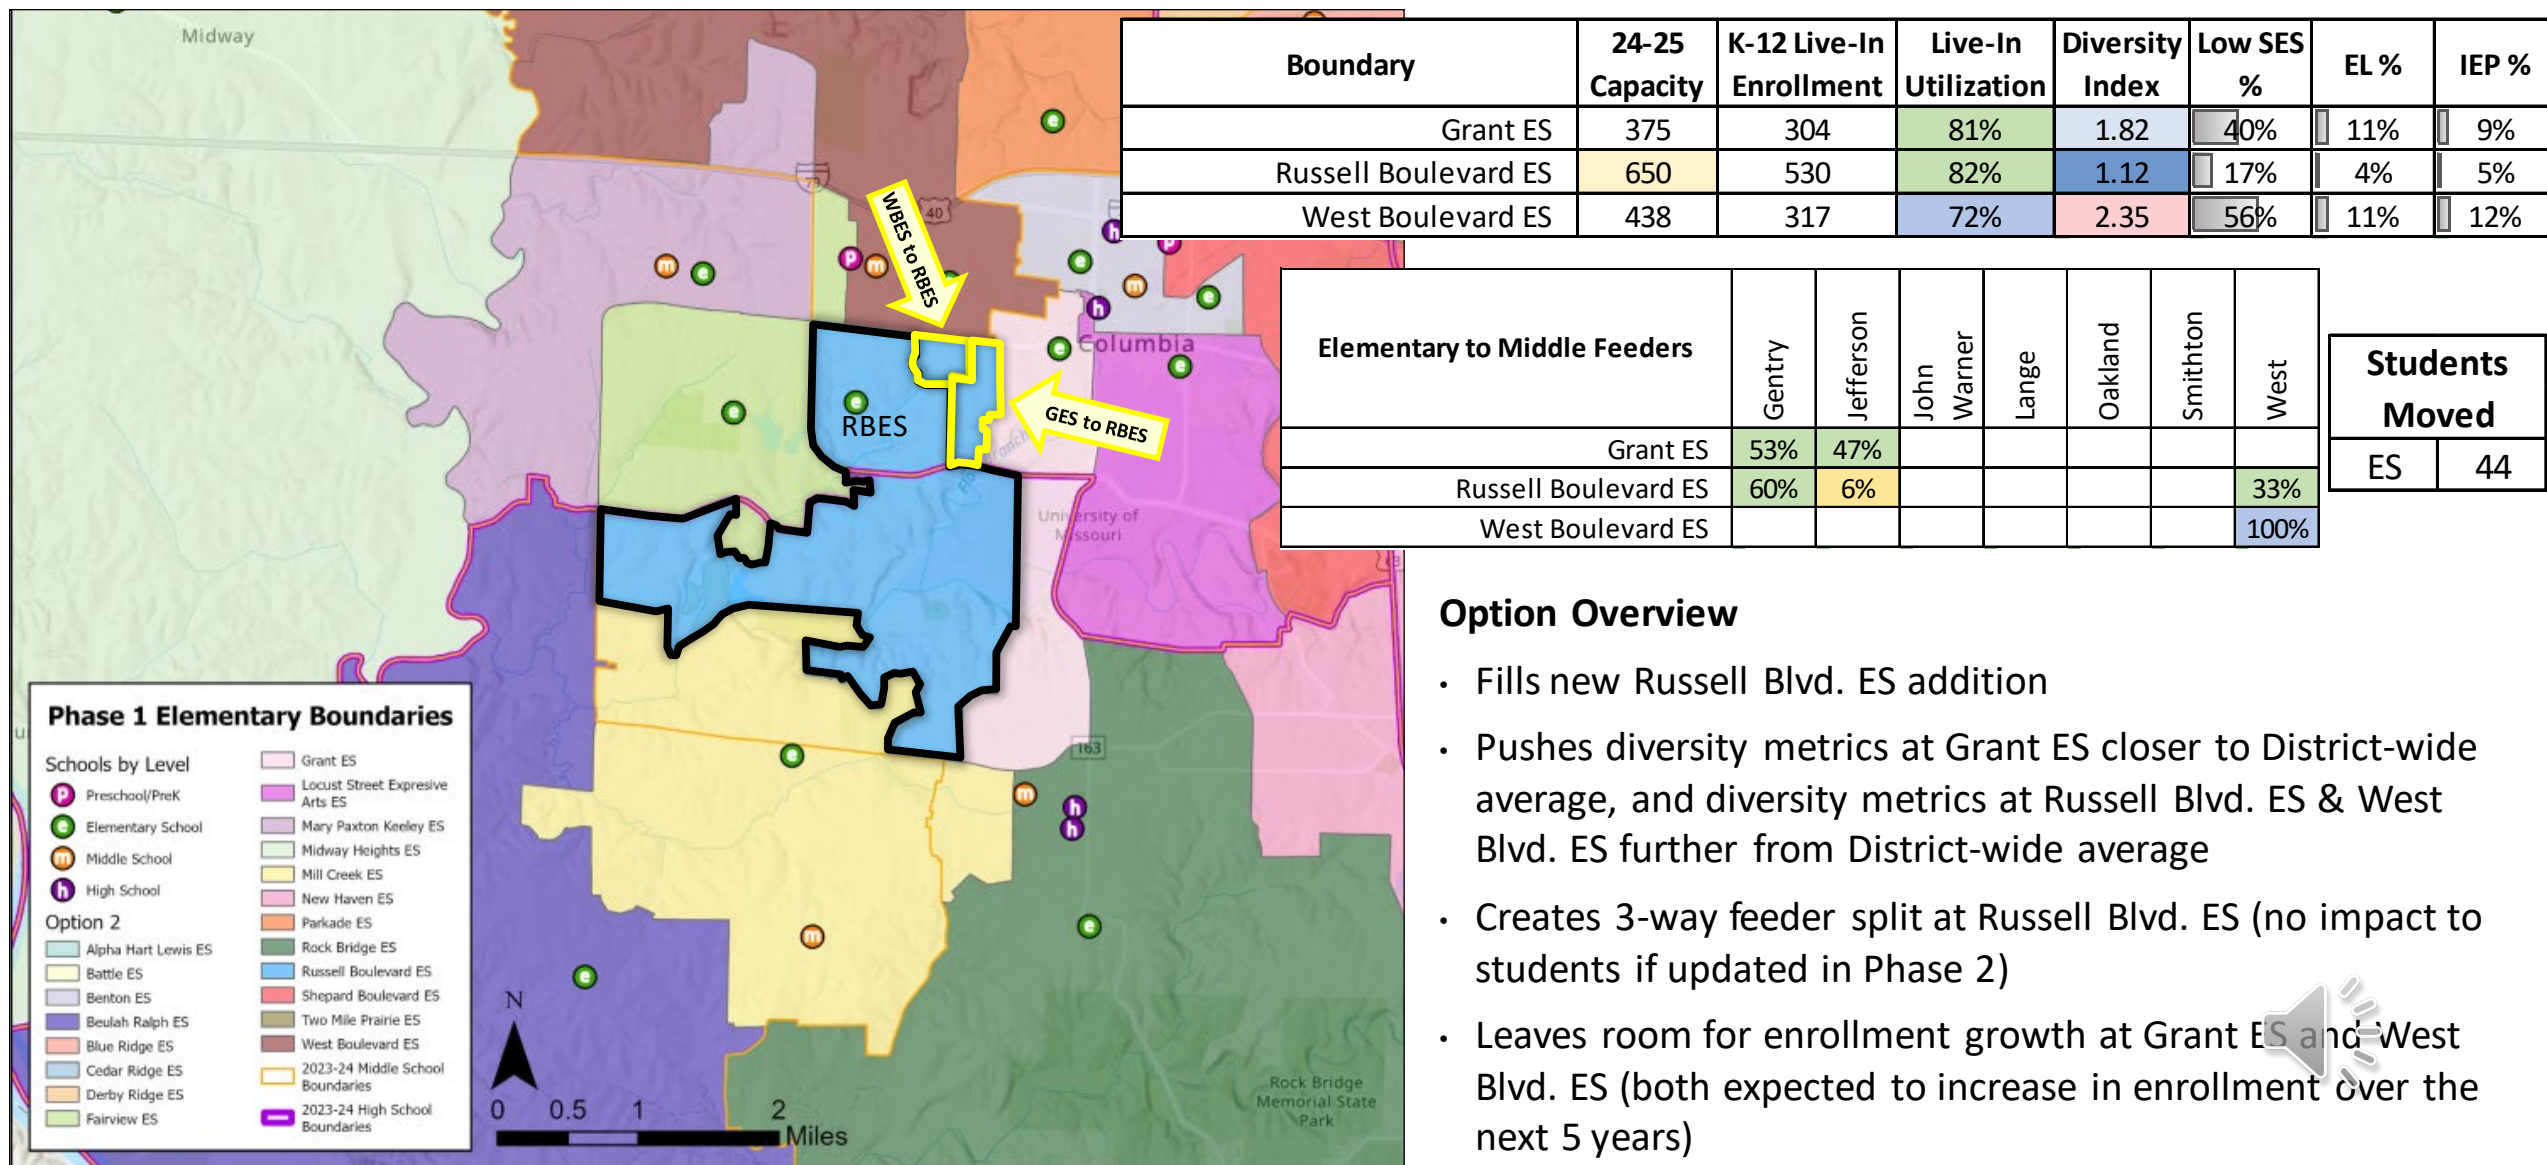 Midway
73
40
WBES to RBES
GES to RBES
RBES
Columbia
University of
Missouri
163
Rock Bridge
Memorial State
Park
Phase 1 Elementary Boundaries
Schools by Level
Preschool/PreK
Elementary School
Middle School
High School
Option 2
Alpha Hart Lewis ES
Battle ES
Benton ES
Beulah Ralph ES
Blue Ridge ES
Cedar Ridge ES
Derby Ridge ES
Fairview ES
Grant ES
Locust Street Expresive
Arts ES
Mary Paxton Keeley ES
Midway Heights ES
Mill Creek ES
New Haven ES
Parkade ES
Rock Bridge ES
Russell Boulevard ES
Shepard Boulevard ES
Two Mile Prairie ES
West Boulevard ES
2023-24 Middle School
Boundaries
2023-24 High School
Boundaries
N
0 0.5 1 2
Miles
Boundary 24-25 Capacity K-12 Live-In Enrollment Live-In Utilization Diversity Index Low SES % EL % IEP %
Grant ES 375 304 81% 1.82 40% 11% 9%
Russell Boulevard ES 650 530 82% 1.12 17% 4% 5%
West Boulevard ES 438 317 72% 2.35 56% 11% 12%
Elementary to Middle Feeders Gentry Jefferson John Warner Lange Oakland Smithton West
Grant ES 53% 47%
Russell Boulevard ES 60% 6% 33%
West Boulevard ES 100%
Students
Moved
ES 44
Option Overview
• Fills new Russell Blvd. ES addition
• Pushes diversity metrics at Grant ES closer to District-wide
average, and diversity metrics at Russell Blvd. ES & West
Blvd. ES further from District-wide average
• Creates 3-way feeder split at Russell Blvd. ES (no impact to
students if updated in Phase 2)
• Leaves room for enrollment growth at Grant ES and West
Blvd. ES (both expected to increase in enrollment over the
next 5 years)